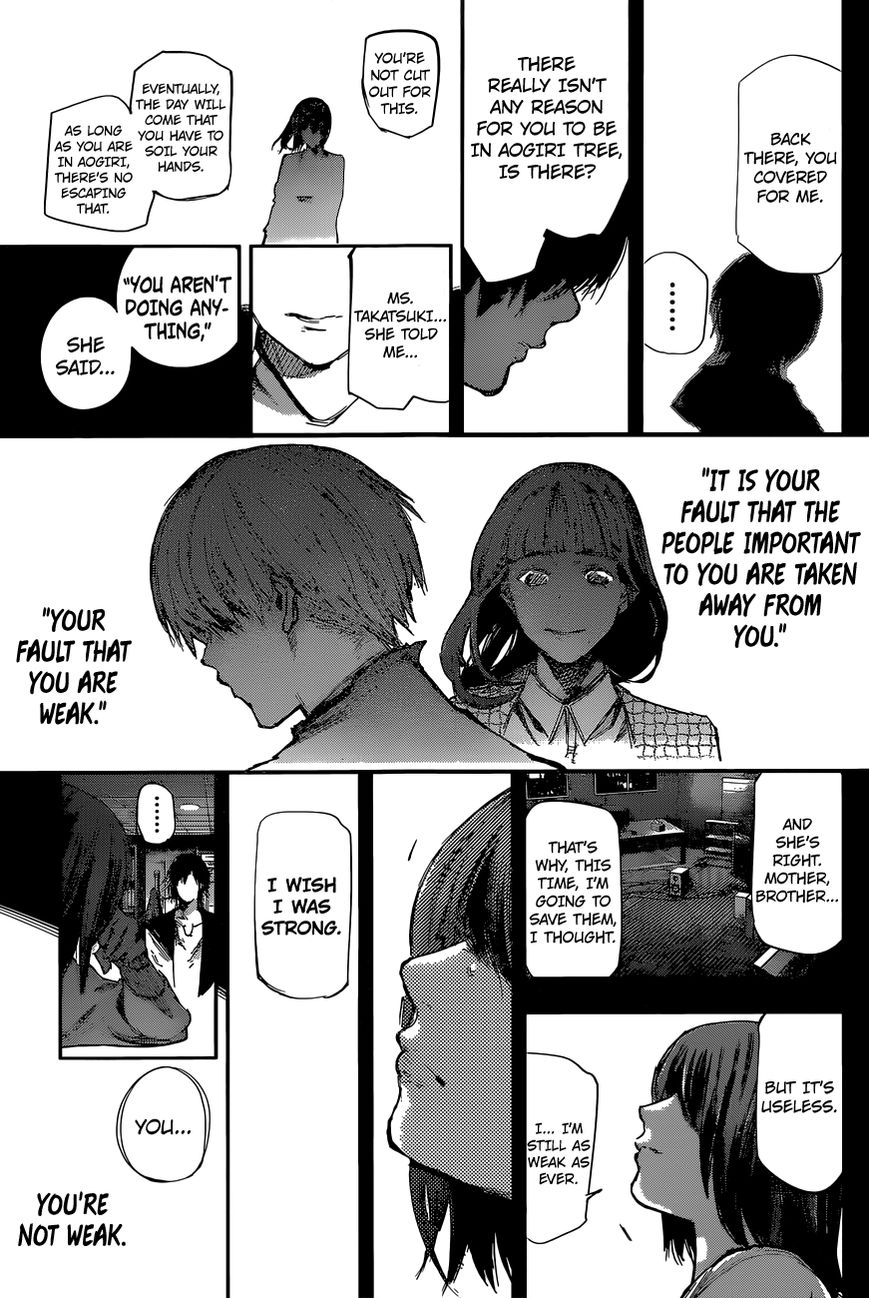 BACK
THERE, YOU
COVERED
FOR ME.
......
THERE
REALLY ISN'T
ANY REASON
FOR YOU TO BE
IN AOGIRI TREE,
IS THERE?
YOU'RE
NOT CUT
OUT FOR
THIS.
EVENTUALLY,
THE DAY WILL
COME THAT
YOU HAVE TO
SOIL YOUR
HANDS.
AS LONG
AS YOU ARE
IN AOGIRI,
THERE'S NO
ESCAPING
THAT.
MS.
TAKATSUKI...
SHE TOLD
ME...
"YOU AREN'T
DOING ANY-
THING,"
SHE
SAID...
"IT IS YOUR
FAULT THAT THE
PEOPLE IMPORTANT
TO YOU ARE TAKEN
AWAY FROM
YOU."
"YOUR
FAULT THAT
YOU ARE
WEAK."
AND
SHE'S
RIGHT.
MOTHER,
BROTHER...
THAT'S
WHY, THIS
TIME, I'M
GOING TO
SAVE THEM,
I THOUGHT.
BUT IT'S
USELESS.
I... I'M
STILL AS
WEAK AS
EVER.
I WISH
I WAS
STRONG.
......
YOU...
YOU'RE
NOT WEAK.